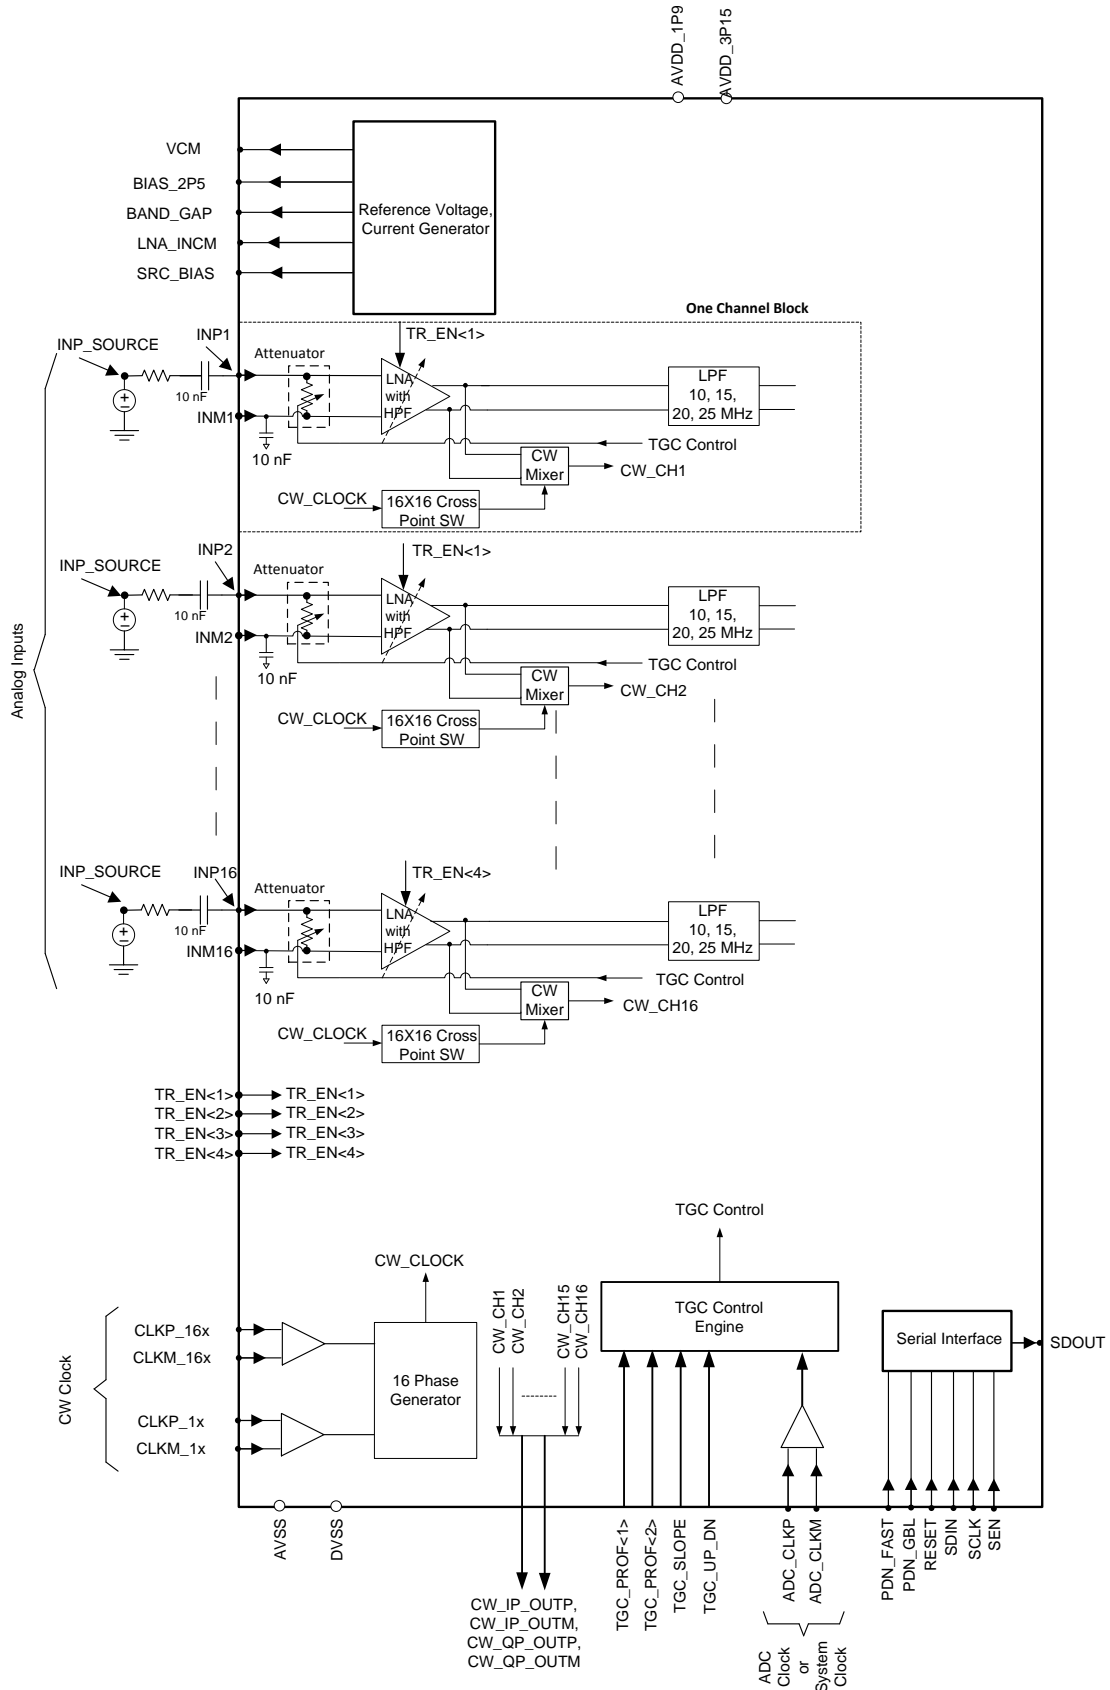 AVDD_1P9
AVDD_3P15
VCM
BIAS_2P5
BAND_GAP
LNA_INCM
SRC_BIAS
Reference Voltage,
Current Generator
One Channel Block
INP_SOURCE
INP1
10 nF
INM1
10 nF
Attenuator
TR_EN<1>
LNA
with
HPF
LPF
10, 15,
20, 25 MHz
TGC Control
CW
Mixer
CW_CH1
CW_CLOCK
16X16 Cross
Point SW
INP_SOURCE
INP2
10 nF
INM2
10 nF
Attenuator
TR_EN<1>
LNA
with
HPF
LPF
10, 15,
20, 25 MHz
TGC Control
CW
Mixer
CW_CH2
CW_CLOCK
16X16 Cross
Point SW
Analog Inputs
INP_SOURCE
INP16
10 nF
INM16
10 nF
Attenuator
TR_EN<4>
LNA
with
HPF
LPF
10, 15,
20, 25 MHz
TGC Control
CW
Mixer
CW_CH16
CW_CLOCK
16X16 Cross
Point SW
TR_EN<1> TR_EN<1>
TR_EN<2> TR_EN<2>
TR_EN<3> TR_EN<3>
TR_EN<4> TR_EN<4>
CW Clock
CLKP_16x
CLKM_16x
CLKP_1x
CLKM_1x
CW_CLOCK
16 Phase
Generator
CW_CH1
CW_CH2
CW_CH15
CW_CH16
TGC Control
TGC Control
Engine
Serial Interface
SDOUT
AVSS
DVSS
CW_IP_OUTP,
CW_IP_OUTM,
CW_QP_OUTP,
CW_QP_OUTM
TGC_PROF<1>
TGC_PROF<2>
TGC_SLOPE
TGC_UP_DN
ADC_CLKP
ADC_CLKM
ADC
Clock
or
System
Clock
PDN_FAST
PDN_GBL
RESET
SDIN
SCLK
SEN